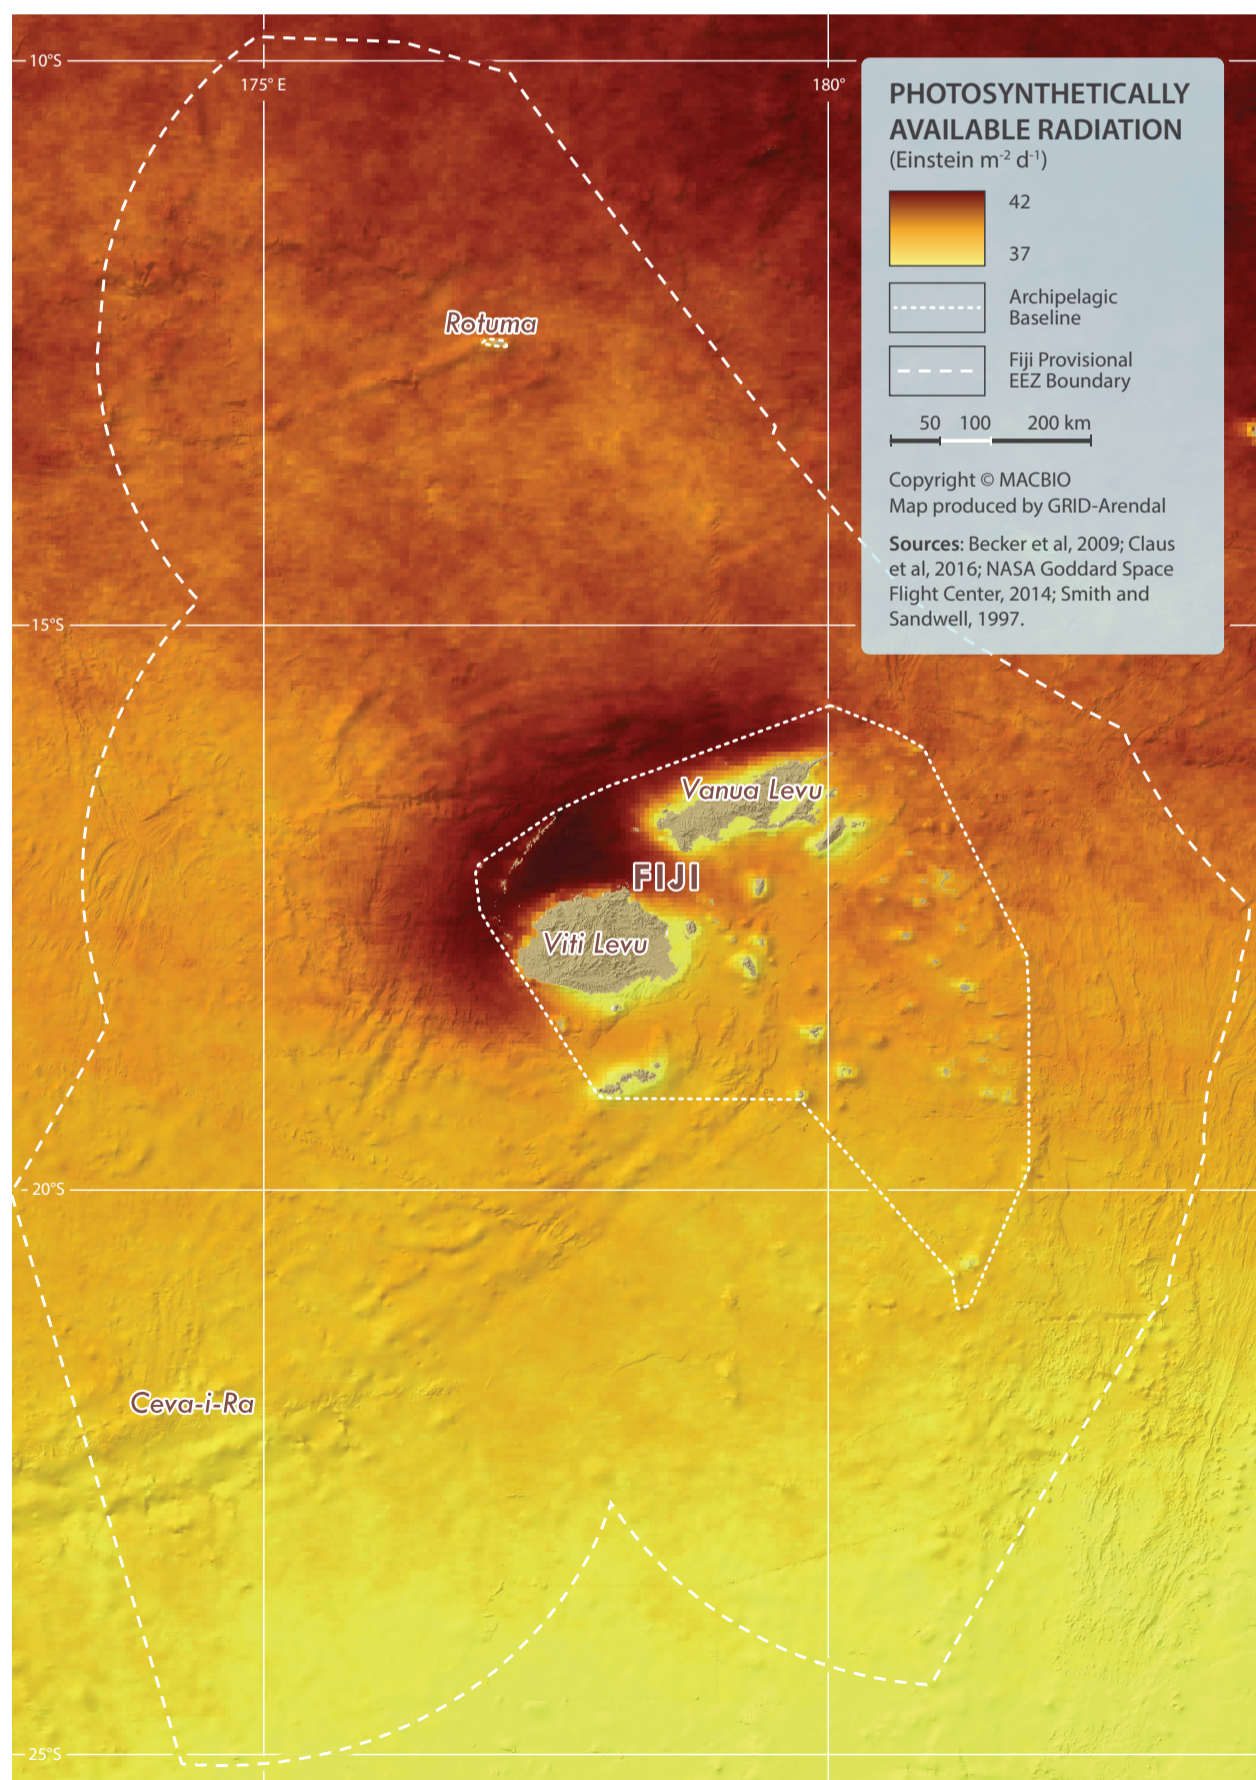 10°S
175° E
180°
PHOTOSYNTHETICALLY
AVAILABLE RADIATION
(Einstein m⁻² d⁻¹)
42
37
Archipelagic
Baseline
Fiji Provisional
EEZ Boundary
50 100 200 km
Copyright © MACBIO
Map produced by GRID-Arendal
Sources: Becker et al, 2009; Claus
et al, 2016; NASA Goddard Space
Flight Center, 2014; Smith and
Sandwell, 1997.
Rotuma
15°S
Vanua Levu
FIJI
Viti Levu
20°S
Ceva-i-Ra
25°S